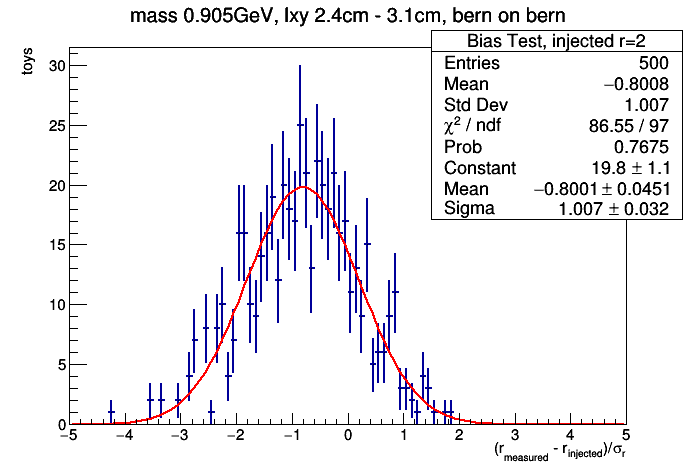 mass 0.905GeV, lxy 2.4cm - 3.1cm, bern on bern
toys
Bias Test, injected r=2
Entries 500
Mean −0.8008
Std Dev 1.007
χ² / ndf 86.55 / 97
Prob 0.7675
Constant 19.8 ± 1.1
Mean −0.8001 ± 0.0451
Sigma 1.007 ± 0.032
30
25
20
15
10
5
0
−5 −4 −3 −2 −1 0 1 2 3 4 5
(r_measured - r_injected)/σ_r